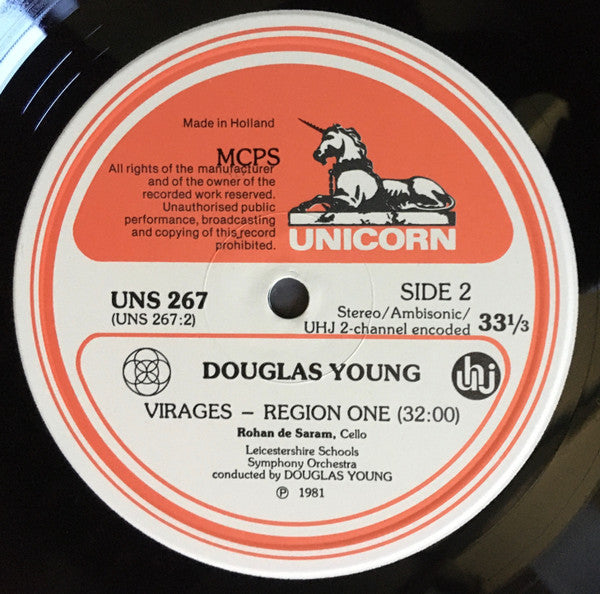 Made in Holland
MCPS
All rights of the manufacturer
and of the owner of the
recorded work reserved.
Unauthorised public
performance, broadcasting
and copying of this record
prohibited.
UNICORN
UNS 267
(UNS 267:2)
SIDE 2
Stereo/Ambisonic/
UHJ 2-channel encoded
33 1/3
DOUGLAS YOUNG
uhj
VIRAGES – REGION ONE (32:00)
Rohan de Saram, Cello
Leicestershire Schools
Symphony Orchestra
conducted by DOUGLAS YOUNG
℗ 1981